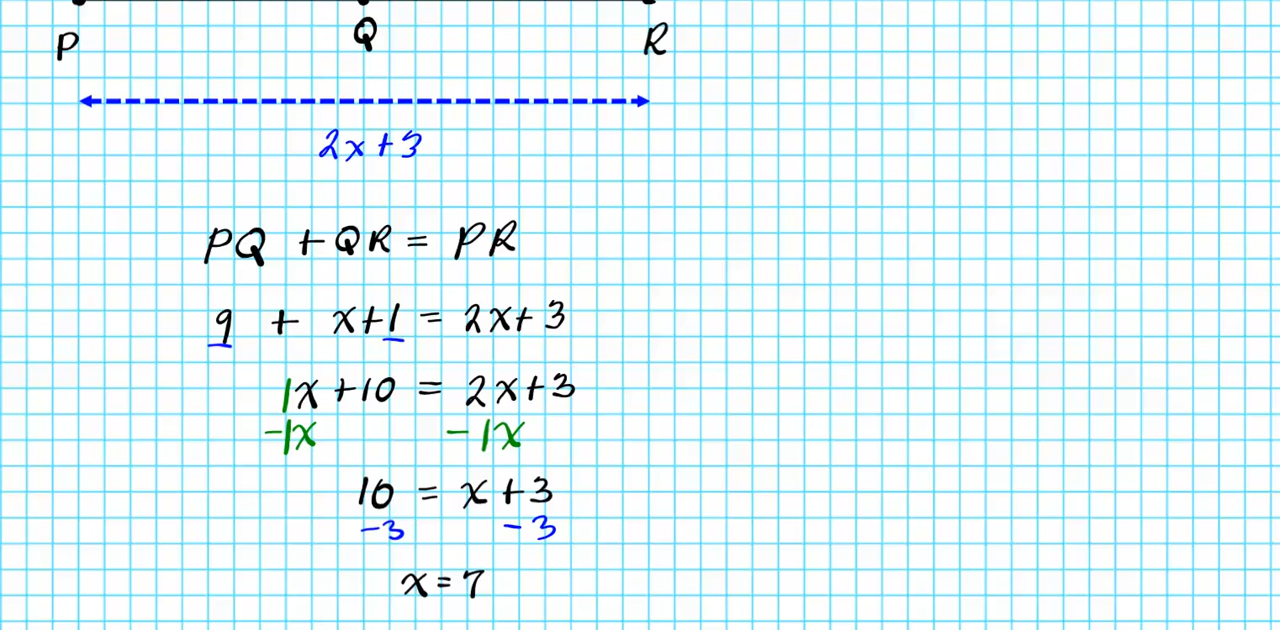 P Q R
2x+3
PQ + QR = PR
9 + x+1 = 2x+3
1x +10 = 2x+3
-1x -1x
10 = x +3
-3 -3
x = 7